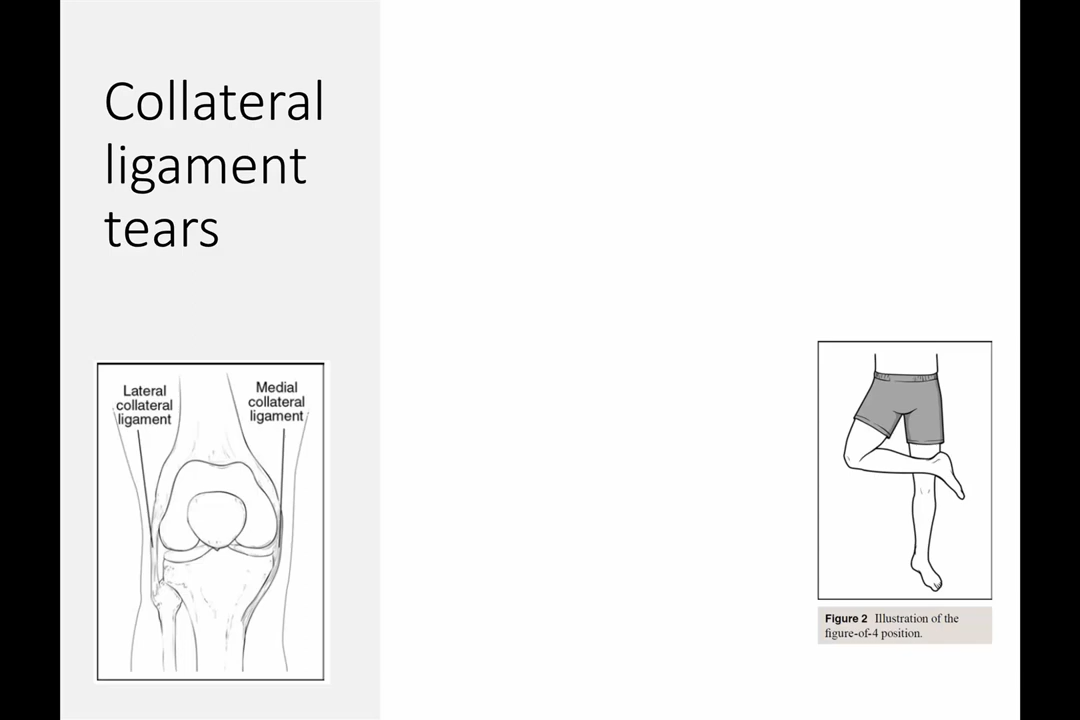 Collateral
ligament
tears
Lateral
collateral
ligament
Medial
collateral
ligament
Figure 2 Illustration of the
figure-of-4 position.